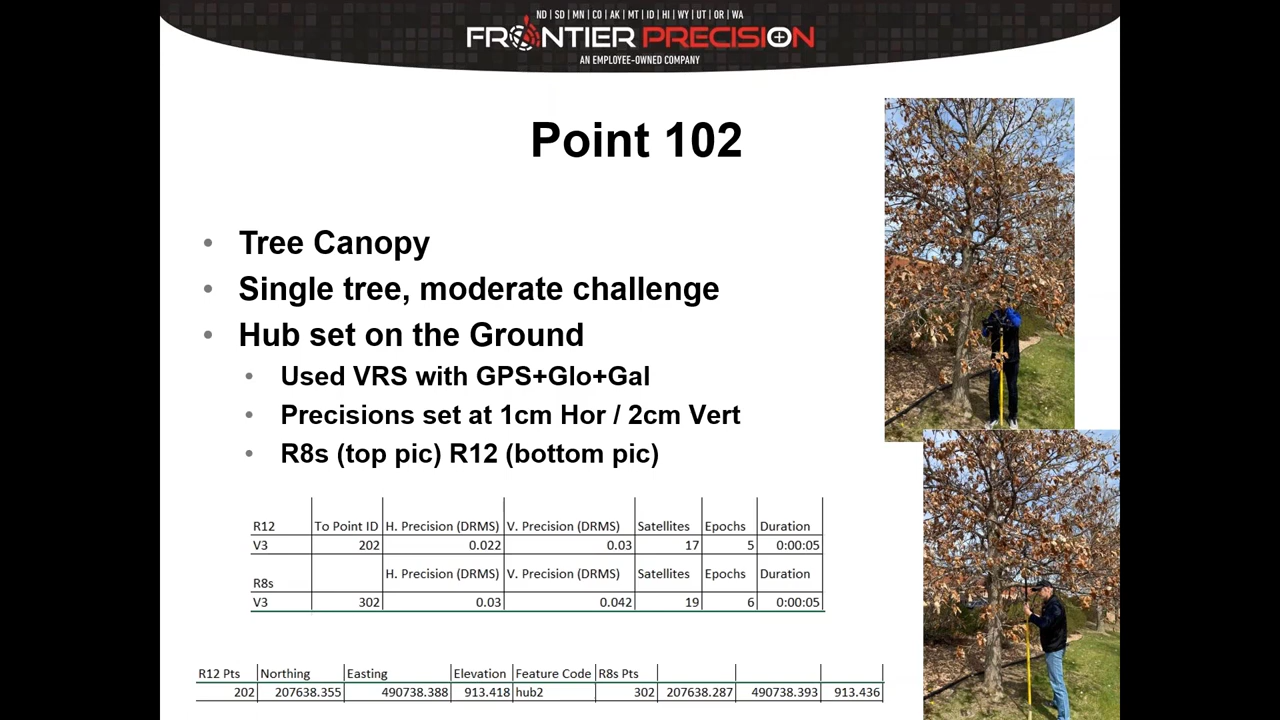 ND | SD | MN | CO | AK | MT | ID | HI | WY | UT | OR | WA
FRONTIER PRECISION
AN EMPLOYEE-OWNED COMPANY
Point 102
• Tree Canopy
• Single tree, moderate challenge
• Hub set on the Ground
• Used VRS with GPS+Glo+Gal
• Precisions set at 1cm Hor / 2cm Vert
• R8s (top pic) R12 (bottom pic)
R12 To Point ID H. Precision (DRMS) V. Precision (DRMS) Satellites Epochs Duration
V3 202 0.022 0.03 17 5 0:00:05
R8s H. Precision (DRMS) V. Precision (DRMS) Satellites Epochs Duration
V3 302 0.03 0.042 19 6 0:00:05
R12 Pts Northing Easting Elevation Feature Code R8s Pts
202 207638.355 490738.388 913.418 hub2 302 207638.287 490738.393 913.436